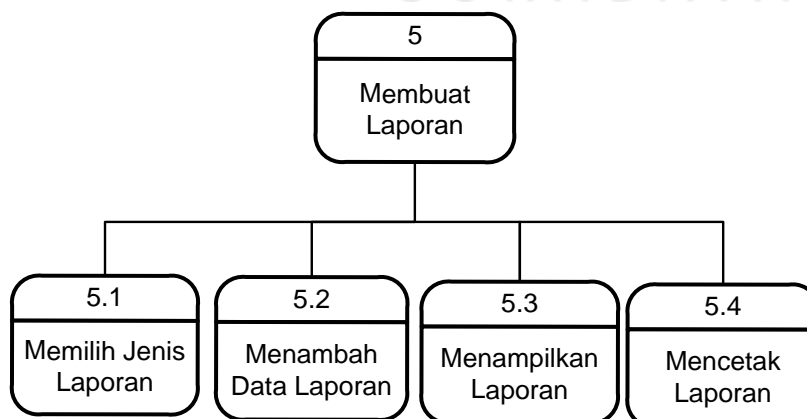 5
Membuat
Laporan
5.1
Memilih Jenis
Laporan
5.2
Menambah
Data Laporan
5.3
Menampilkan
Laporan
5.4
Mencetak
Laporan